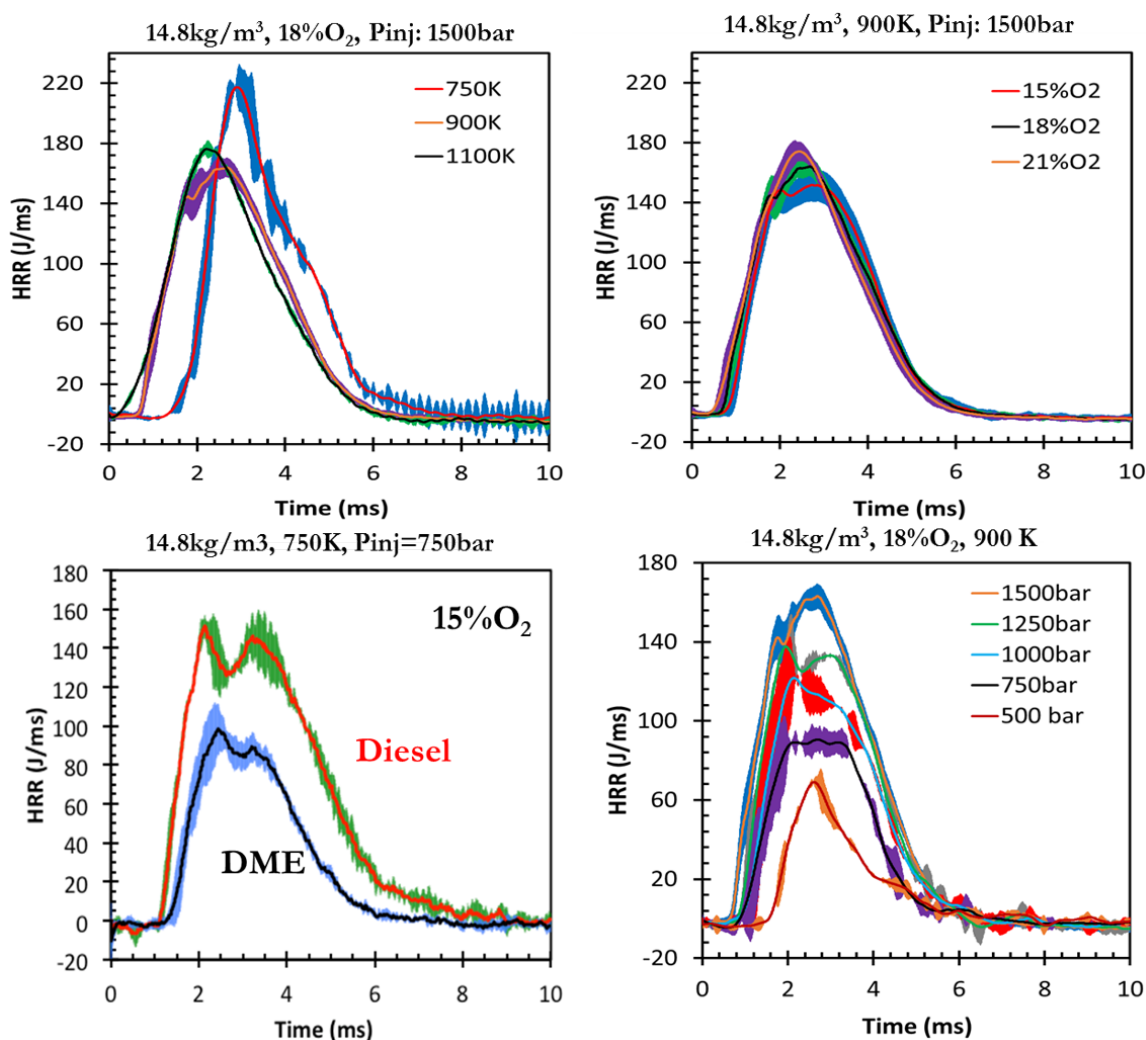 14.8kg/m³, 18%O₂, Pinj: 1500bar
HRR (J/ms)
220
180
140
100
60
20
-20
750K
900K
1100K
0 2 4 6 8 10
Time (ms)
14.8kg/m³, 900K, Pinj: 1500bar
HRR (J/ms)
220
180
140
100
60
20
-20
15%O2
18%O2
21%O2
0 2 4 6 8 10
Time (ms)
14.8kg/m3, 750K, Pinj=750bar
HRR (J/ms)
180
160
140
120
100
80
60
40
20
0
-20
15%O₂
Diesel
DME
0 2 4 6 8 10
Time (ms)
14.8kg/m³, 18%O₂, 900 K
HRR (J/ms)
180
140
100
60
20
-20
1500bar
1250bar
1000bar
750bar
500 bar
0 2 4 6 8 10
Time (ms)